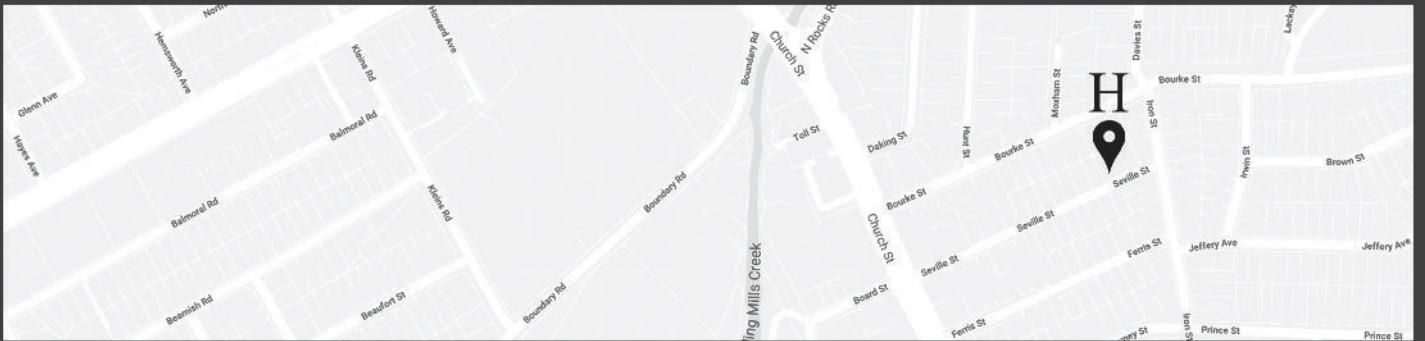 North
Howard Ave
Hemsworth Ave
Kleins Rd
Glenn Ave
Hayes Ave
Balmoral Rd
Balmoral Rd
Kleins Rd
Beamish Rd
Beaufort St
Boundary Rd
Boundary Rd
Boundary Rd
Church St
N Rocks R
ling Mills Creek
Toll St
Daking St
Hunt St
Moxham St
Davies St
Lackey
Bourke St
H
Iron St
Bourke St
Bourke St
Irwin St
Brown St
Seville St
Seville St
Seville St
Church St
Board St
Ferris St
Ferris St
Jeffery Ave
Jeffery Ave
Iron St
ney St
Prince St
Prince St